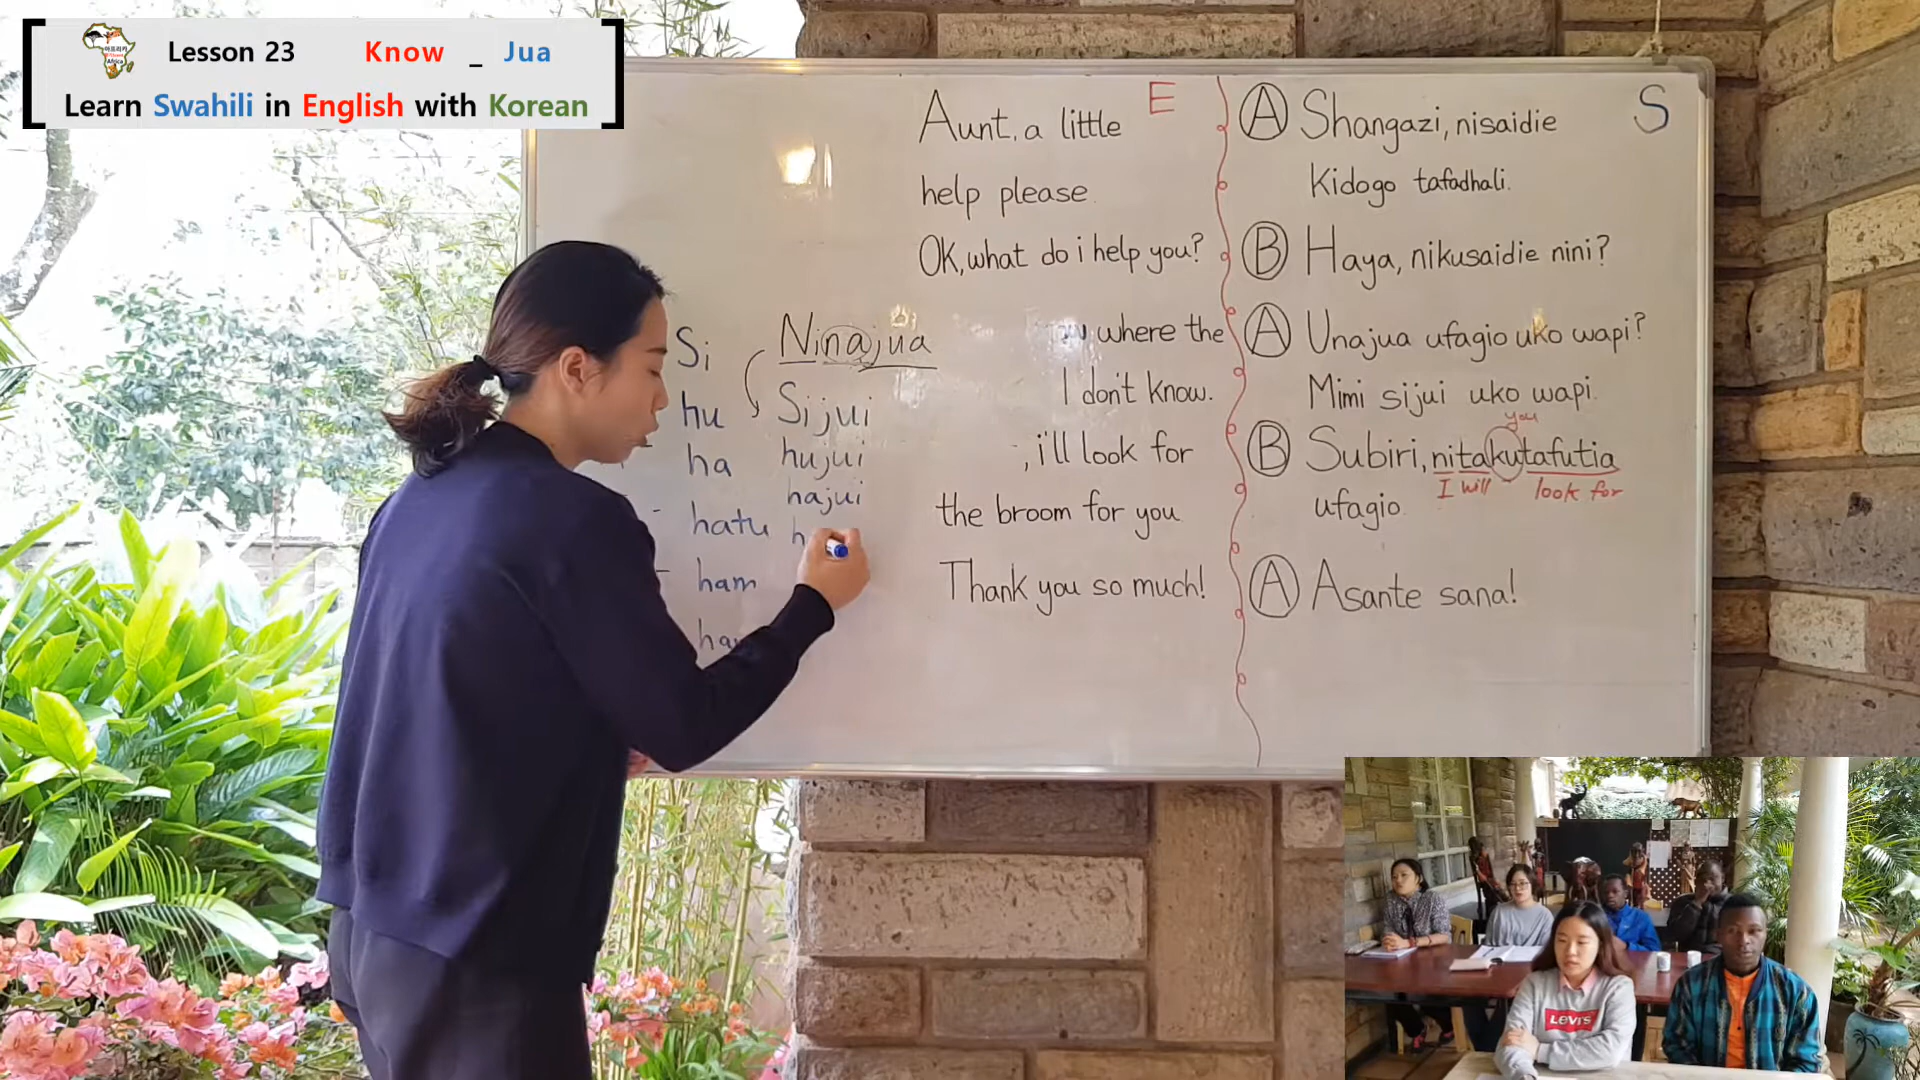 Lesson 23 Know _ Jua
Learn Swahili in English with Korean
Si
hu
ha
hatu
ham
Ninajua
Sijui
hujui
hajui
E
Aunt, a little
help please.
OK, what do i help you?
where the
I don't know.
, i'll look for
the broom for you
Thank you so much!
S
A Shangazi, nisaidie
Kidogo tafadhali.
B Haya, nikusaidie nini?
A Unajua ufagio uko wapi?
Mimi sijui uko wapi.
you
B Subiri, nitakutafutia
I will look for
ufagio.
A Asante sana!
LEVI'S